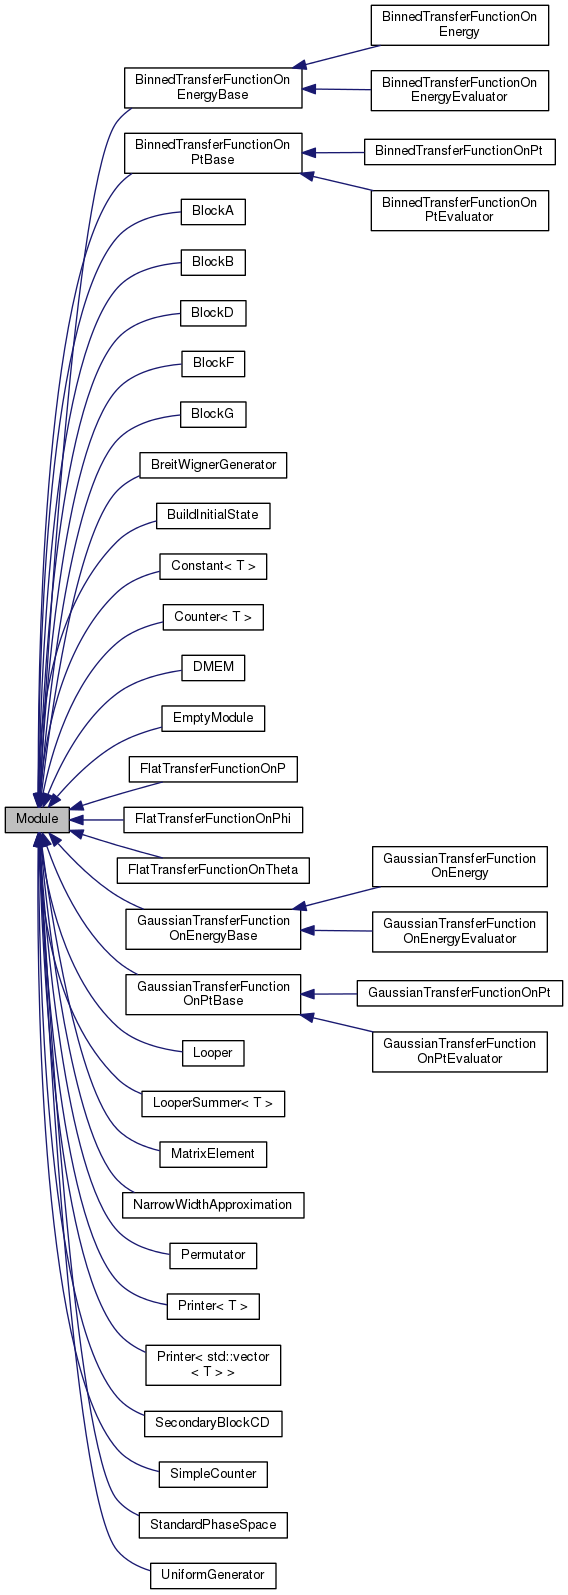 BinnedTransferFunctionOn
Energy
BinnedTransferFunctionOn
EnergyBase
BinnedTransferFunctionOn
EnergyEvaluator
BinnedTransferFunctionOn
PtBase
BinnedTransferFunctionOnPt
BinnedTransferFunctionOn
PtEvaluator
BlockA
BlockB
BlockD
BlockF
BlockG
BreitWignerGenerator
BuildInitialState
Constant< T >
Counter< T >
DMEM
EmptyModule
FlatTransferFunctionOnP
Module
FlatTransferFunctionOnPhi
FlatTransferFunctionOnTheta
GaussianTransferFunction
OnEnergy
GaussianTransferFunction
OnEnergyBase
GaussianTransferFunction
OnEnergyEvaluator
GaussianTransferFunction
OnPtBase
GaussianTransferFunctionOnPt
GaussianTransferFunction
OnPtEvaluator
Looper
LooperSummer< T >
MatrixElement
NarrowWidthApproximation
Permutator
Printer< T >
Printer< std::vector
< T > >
SecondaryBlockCD
SimpleCounter
StandardPhaseSpace
UniformGenerator